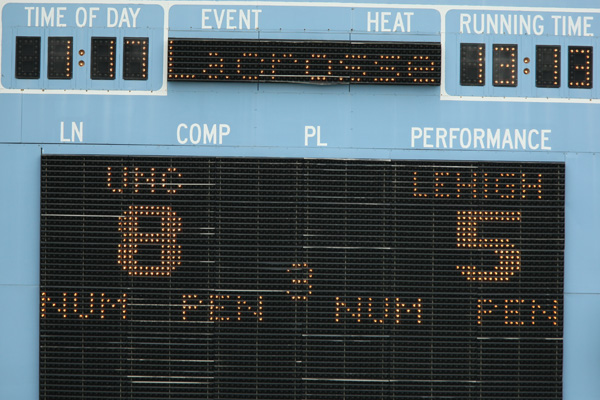 TIME OF DAY EVENT HEAT RUNNING TIME
1:11 Lacrosse 13:13
LN COMP PL PERFORMANCE
UNC LEHIGH
8 5
3
NUM PEN NUM PEN